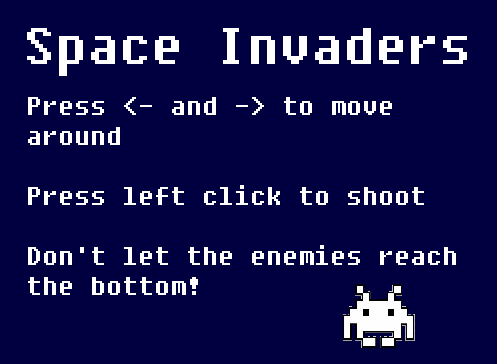 Space Invaders
Press <- and -> to move
around
Press left click to shoot
Don't let the enemies reach
the bottom!